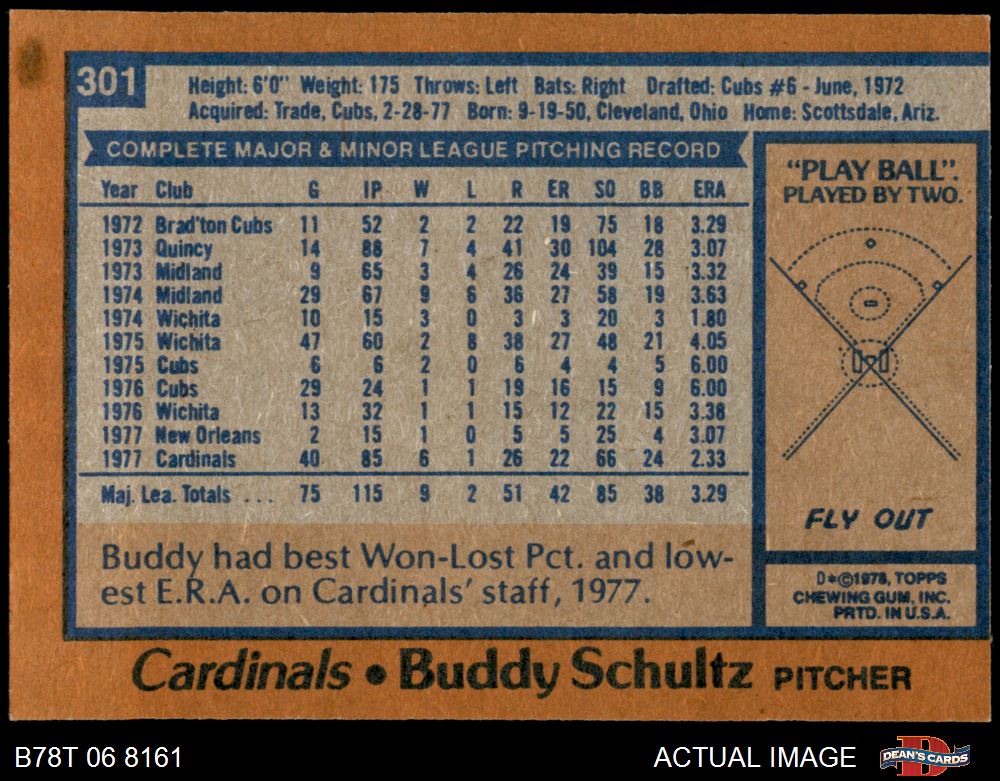 301
Height: 6'0" Weight: 175 Throws: Left Bats: Right Drafted: Cubs #6 - June, 1972
Acquired: Trade, Cubs, 2-28-77 Born: 9-19-50, Cleveland, Ohio Home: Scottsdale, Ariz.
COMPLETE MAJOR & MINOR LEAGUE PITCHING RECORD
Year Club G IP W L R ER SO BB ERA
1972 Brad'ton Cubs 11 52 2 2 22 19 75 18 3.29
1973 Quincy 14 88 7 4 41 30 104 28 3.07
1973 Midland 9 65 3 4 26 24 39 15 3.32
1974 Midland 29 67 9 6 36 27 58 19 3.63
1974 Wichita 10 15 3 0 3 3 20 3 1.80
1975 Wichita 47 60 2 8 38 27 48 21 4.05
1975 Cubs 6 6 2 0 6 4 4 5 6.00
1976 Cubs 29 24 1 1 19 16 15 9 6.00
1976 Wichita 13 32 1 1 15 12 22 15 3.38
1977 New Orleans 2 15 1 0 5 5 25 4 3.07
1977 Cardinals 40 85 6 1 26 22 66 24 2.33
Maj. Lea. Totals ... 75 115 9 2 51 42 85 38 3.29
Buddy had best Won-Lost Pct. and low-
est E.R.A. on Cardinals' staff, 1977.
"PLAY BALL".
PLAYED BY TWO.
FLY OUT
D*©1978, TOPPS
CHEWING GUM, INC.
PRTD. IN U.S.A.
Cardinals • Buddy Schultz PITCHER
B78T 06 8161
ACTUAL IMAGE
DEAN'S CARDS